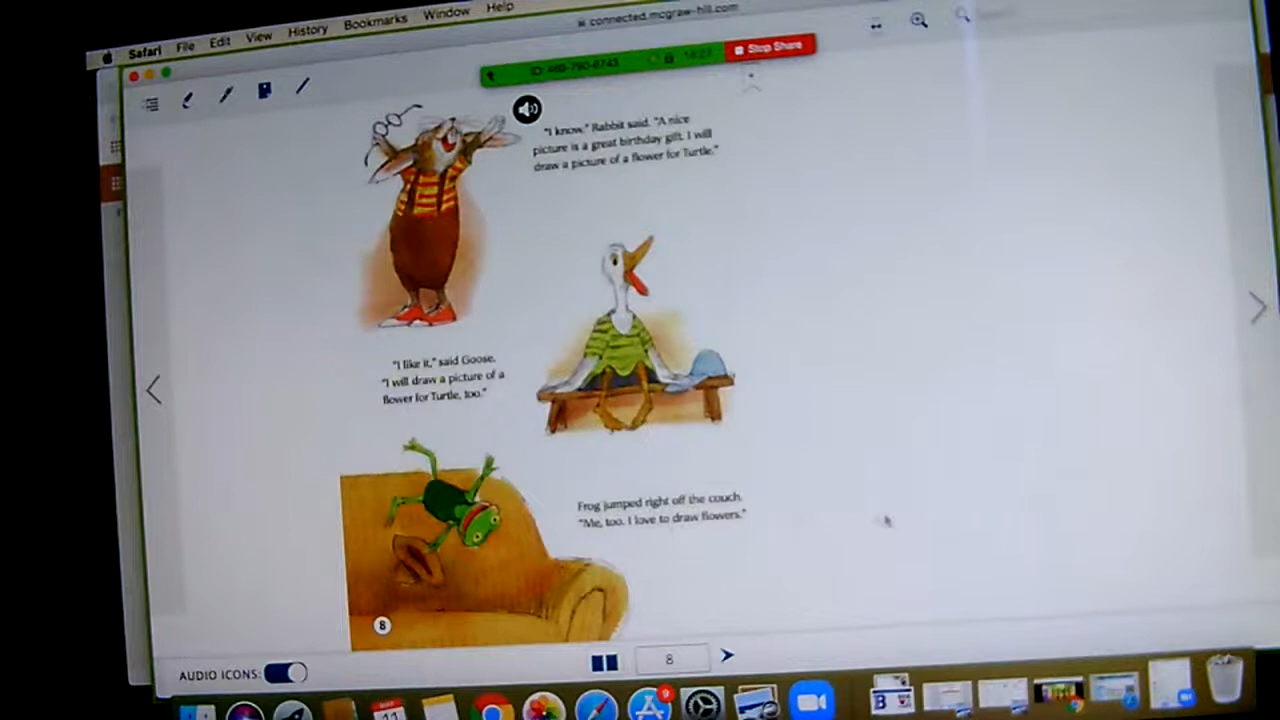 Safari File Edit View History Bookmarks Window Help
connected.mcgraw-hill.com
Stop Share
"I know," Rabbit said. "A nice
picture is a great birthday gift. I will
draw a picture of a flower for Turtle."
"I like it," said Goose.
"I will draw a picture of a
flower for Turtle, too."
Frog jumped right off the couch.
"Me, too. I love to draw flowers."
8
AUDIO ICONS:
8
9
11